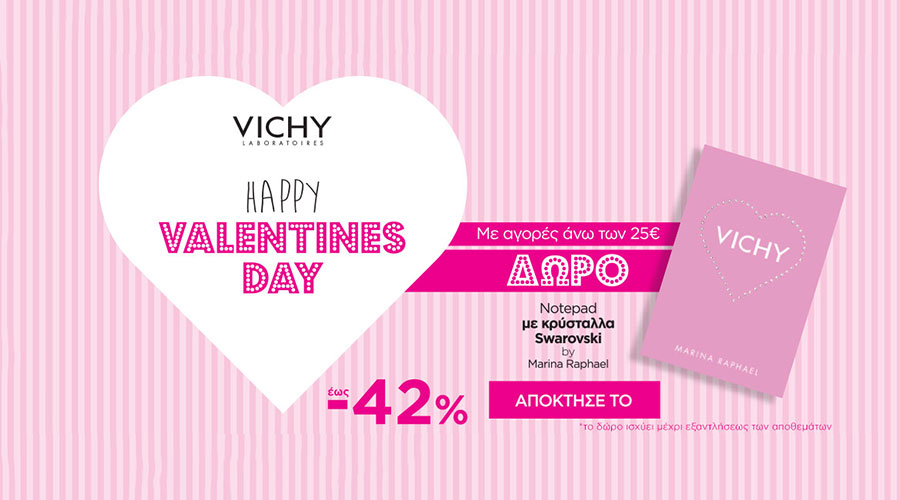 VICHY
LABORATOIRES
HAPPY
VALENTINES
DAY
Με αγορές άνω των 25€
ΔΩΡΟ
Notepad
με κρύσταλλα
Swarovski
by
Marina Raphael
έως
-42%
ΑΠΟΚΤΗΣΕ ΤΟ
*το δώρο ισχύει μέχρι εξαντλήσεως των αποθεμάτων
VICHY
MARINA RAPHAEL